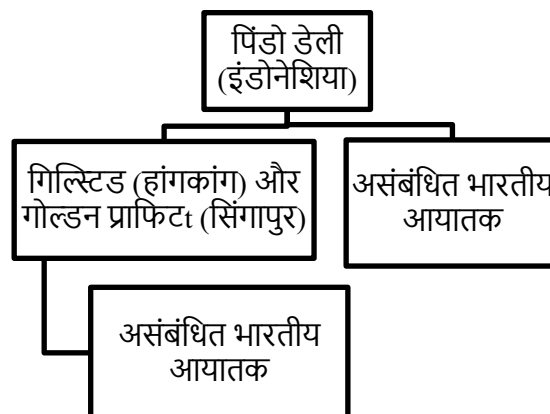 पिंडो डेली
(इंडोनेशिया)
गिल्स्टिड (हांगकांग) और
गोल्डन प्राफिटt (सिंगापुर)
असंबंधित भारतीय
आयातक
असंबंधित भारतीय
आयातक